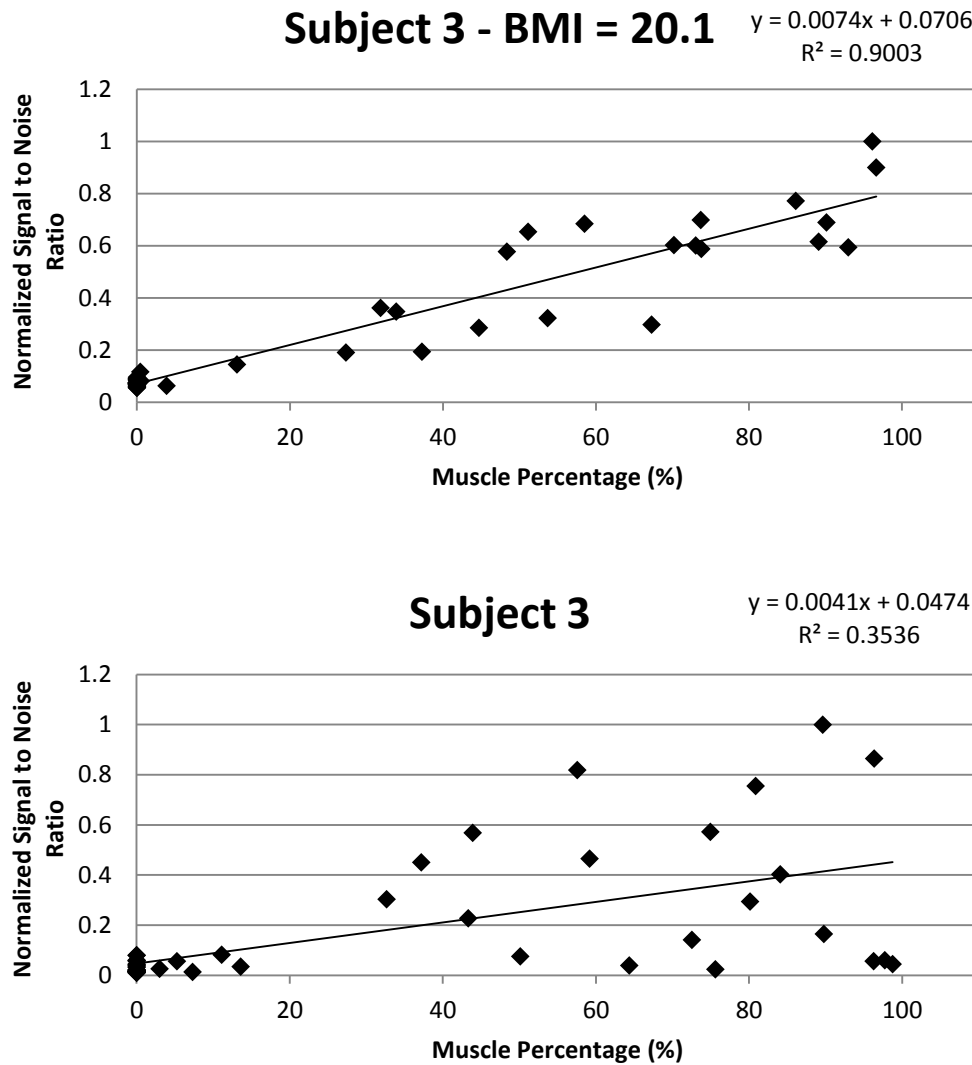 Subject 3 - BMI = 20.1
y = 0.0074x + 0.0706
R² = 0.9003
Normalized Signal to Noise
Ratio
1.2
1
0.8
0.6
0.4
0.2
0
0 20 40 60 80 100
Muscle Percentage (%)
Subject 3
y = 0.0041x + 0.0474
R² = 0.3536
Normalized Signal to Noise
Ratio
1.2
1
0.8
0.6
0.4
0.2
0
0 20 40 60 80 100
Muscle Percentage (%)